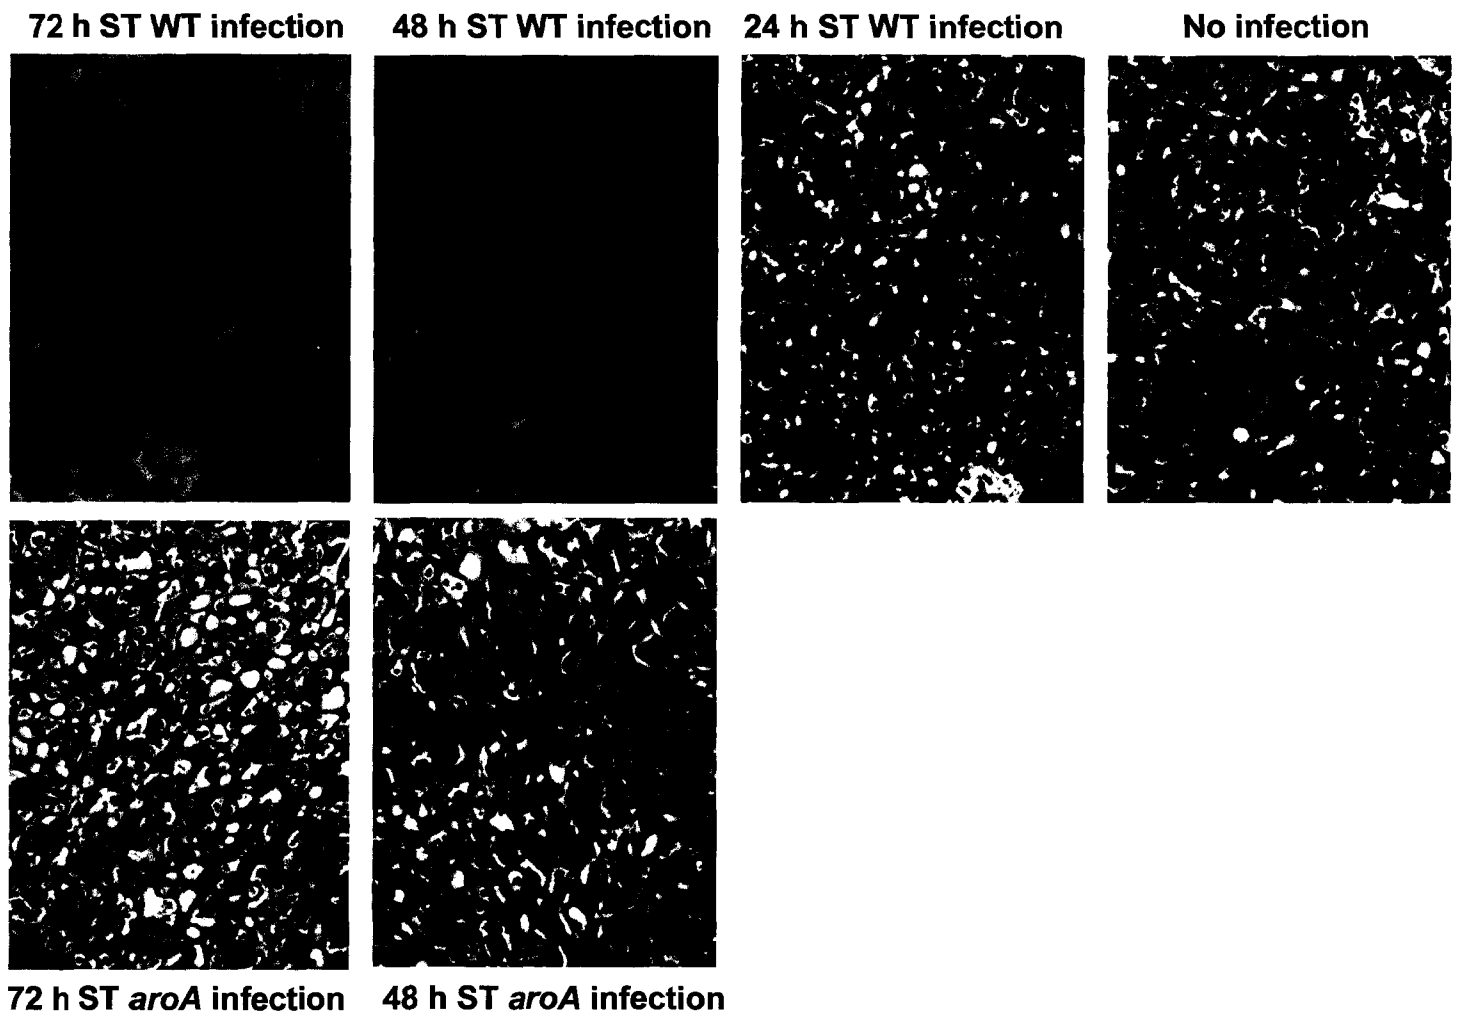 72 h ST WT infection
48 h ST WT infection
24 h ST WT infection
No infection
72 h ST aroA infection
48 h ST aroA infection